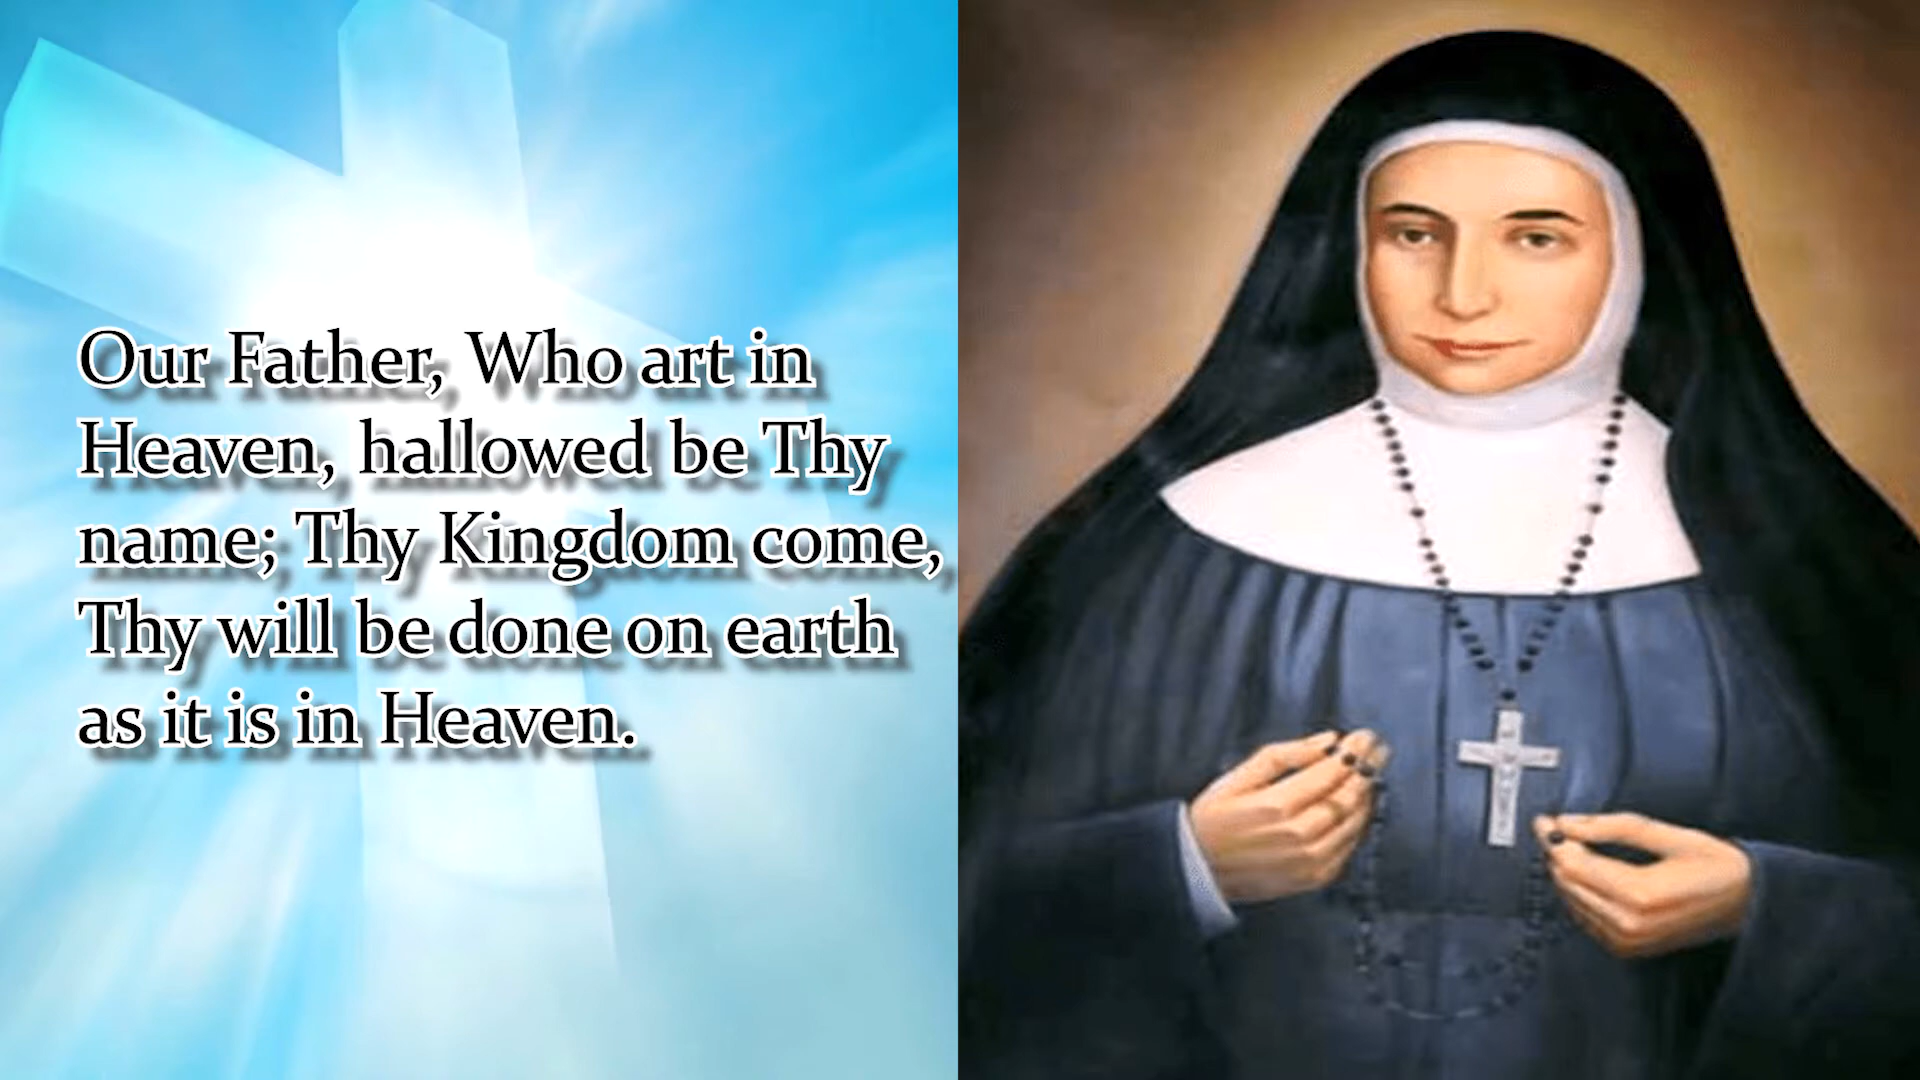 Our Father, Who art in
Heaven, hallowed be Thy
name; Thy Kingdom come,
Thy will be done on earth
as it is in Heaven.